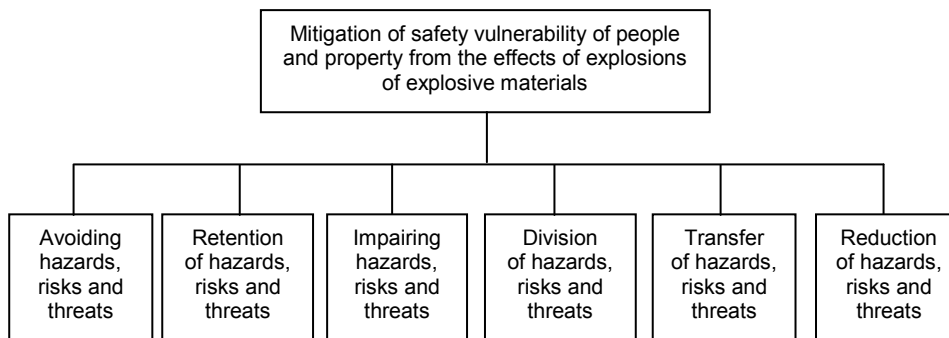 Mitigation of safety vulnerability of people
and property from the effects of explosions
of explosive materials
Avoiding
hazards,
risks and
threats
Retention
of hazards,
risks and
threats
Impairing
hazards,
risks and
threats
Division
of hazards,
risks and
threats
Transfer
of hazards,
risks and
threats
Reduction
of hazards,
risks and
threats